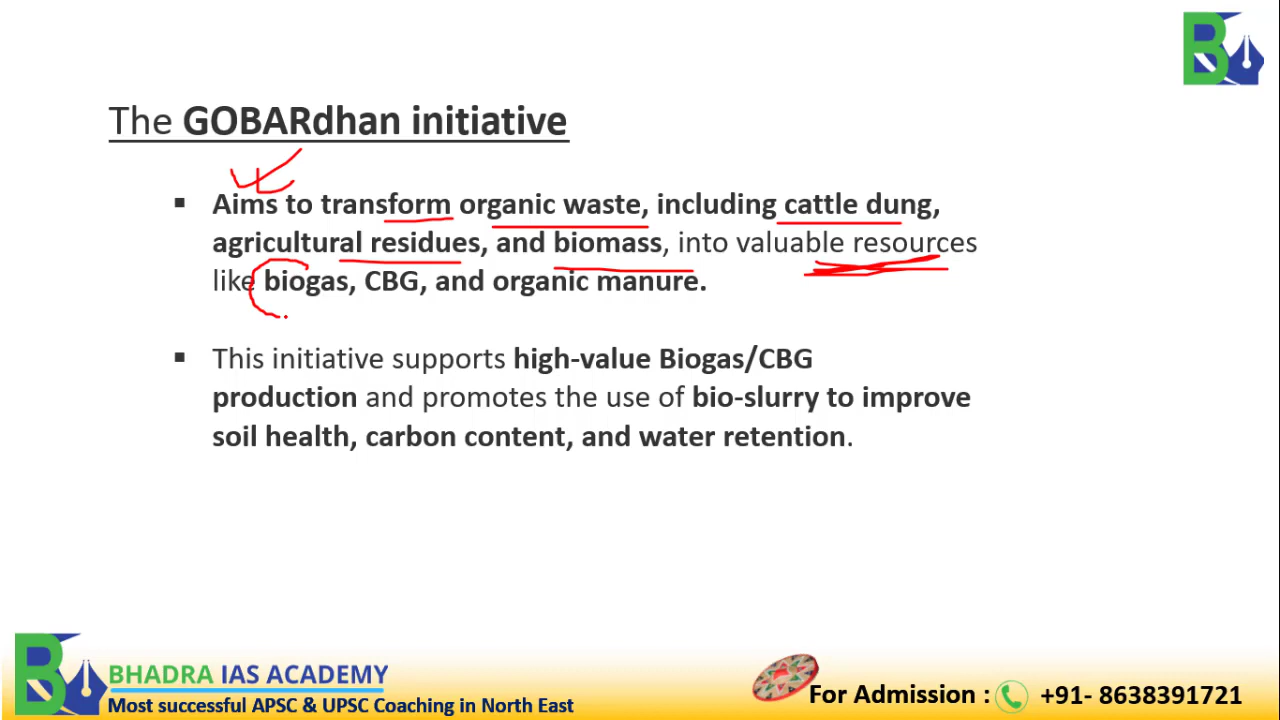 The GOBARdhan initiative
▪ Aims to transform organic waste, including cattle dung,
agricultural residues, and biomass, into valuable resources
like biogas, CBG, and organic manure.
▪ This initiative supports high-value Biogas/CBG
production and promotes the use of bio-slurry to improve
soil health, carbon content, and water retention.
BHADRA IAS ACADEMY
Most successful APSC & UPSC Coaching in North East
For Admission : +91- 8638391721